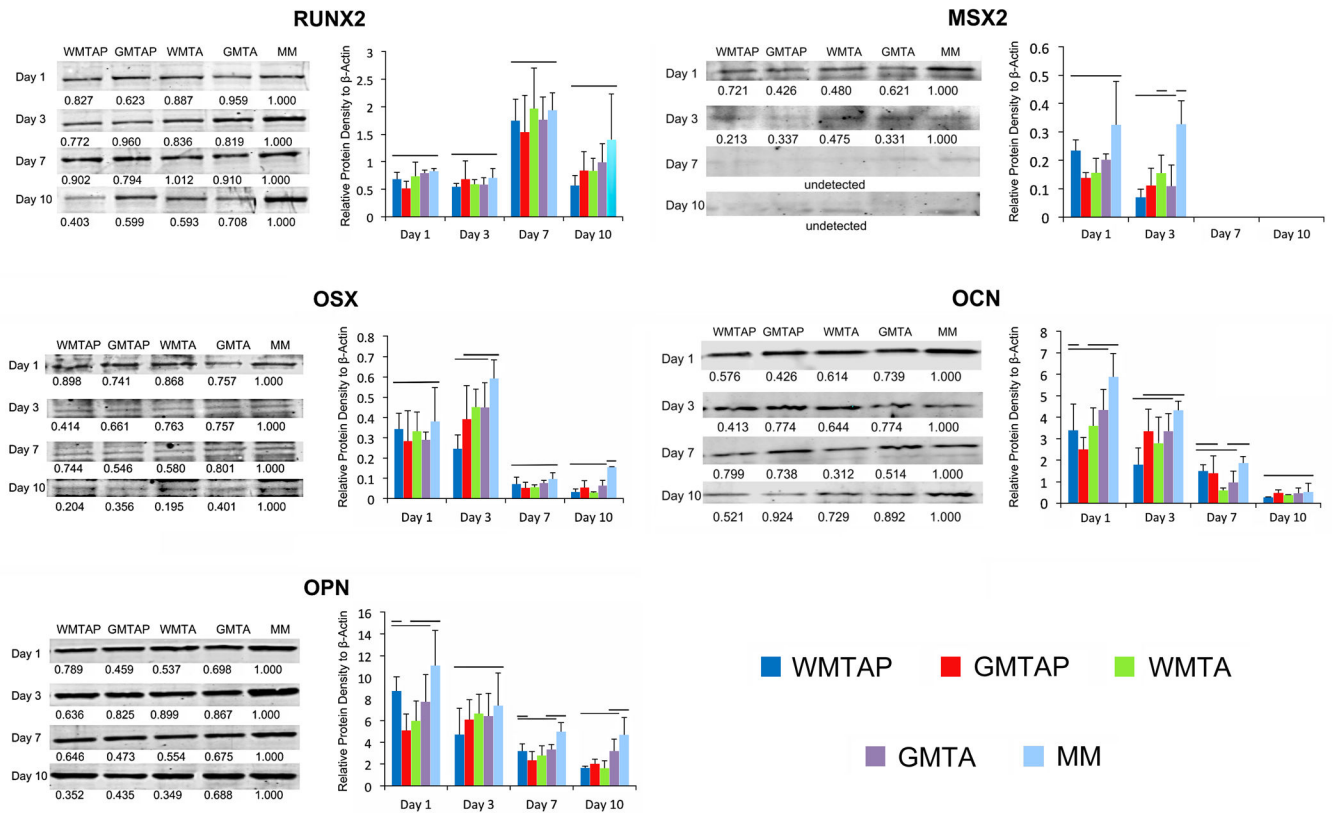 RUNX2
WMTAP GMTAP WMTA GMTA MM
Day 1
0.827 0.623 0.887 0.959 1.000
Day 3
0.772 0.960 0.836 0.819 1.000
Day 7
0.902 0.794 1.012 0.910 1.000
Day 10
0.403 0.599 0.593 0.708 1.000
Relative Protein Density to β-Actin
3
2.5
2
1.5
1
0.5
0
Day 1 Day 3 Day 7 Day 10
MSX2
WMTAP GMTAP WMTA GMTA MM
Day 1
0.721 0.426 0.480 0.621 1.000
Day 3
0.213 0.337 0.475 0.331 1.000
Day 7
undetected
Day 10
undetected
Relative Protein Density to β-Actin
0.6
0.5
0.4
0.3
0.2
0.1
0
Day 1 Day 3 Day 7 Day 10
OSX
WMTAP GMTAP WMTA GMTA MM
Day 1
0.898 0.741 0.868 0.757 1.000
Day 3
0.414 0.661 0.763 0.757 1.000
Day 7
0.744 0.546 0.580 0.801 1.000
Day 10
0.204 0.356 0.195 0.401 1.000
Relative Protein Density to β-Actin
0.8
0.7
0.6
0.5
0.4
0.3
0.2
0.1
0
Day 1 Day 3 Day 7 Day 10
OCN
WMTAP GMTAP WMTA GMTA MM
Day 1
0.576 0.426 0.614 0.739 1.000
Day 3
0.413 0.774 0.644 0.774 1.000
Day 7
0.799 0.738 0.312 0.514 1.000
Day 10
0.521 0.924 0.729 0.892 1.000
Relative Protein Density to β-Actin
8
7
6
5
4
3
2
1
0
Day 1 Day 3 Day 7 Day 10
OPN
WMTAP GMTAP WMTA GMTA MM
Day 1
0.789 0.459 0.537 0.698 1.000
Day 3
0.636 0.825 0.899 0.867 1.000
Day 7
0.646 0.473 0.554 0.675 1.000
Day 10
0.352 0.435 0.349 0.688 1.000
Relative Protein Density to β-Actin
16
14
12
10
8
6
4
2
0
Day 1 Day 3 Day 7 Day 10
WMTAP GMTAP WMTA
GMTA MM